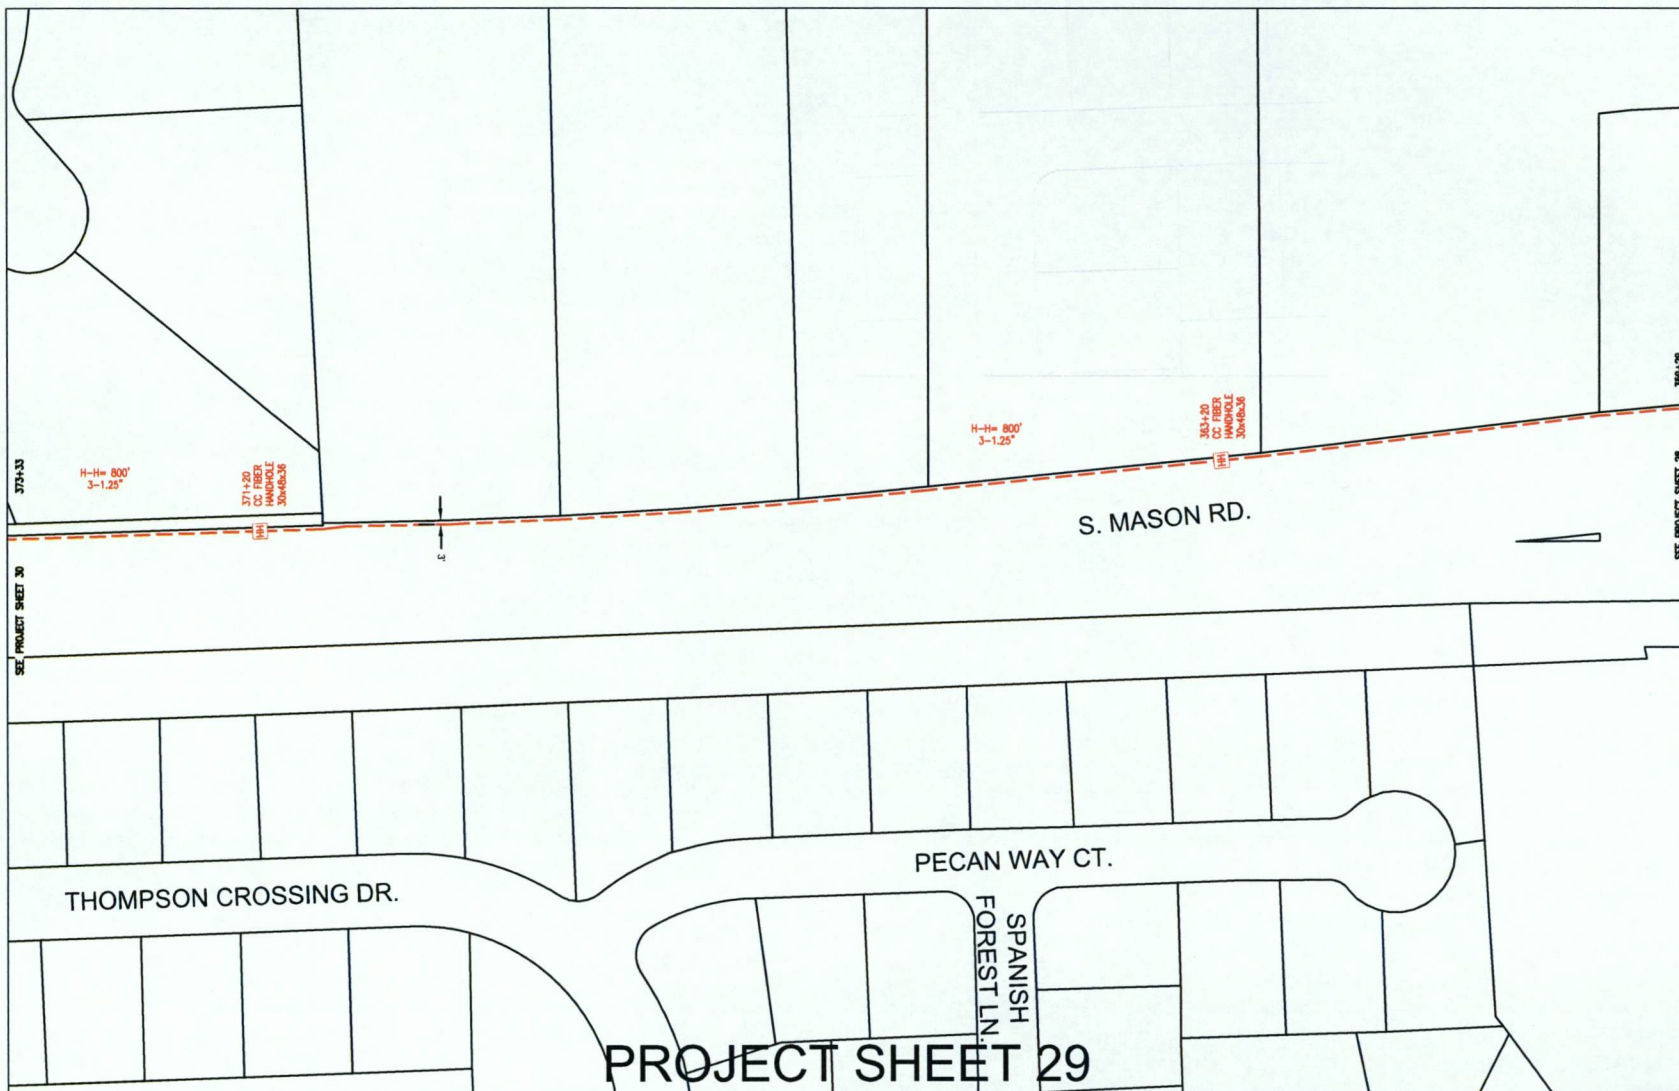 373+33
H-H= 800'
3-1.25"
371+20
CC FIBER
HANDHOLE
30x48x36
HH
3'
H-H= 800'
3-1.25"
363+20
CC FIBER
HANDHOLE
30x48x36
HH
S. MASON RD.
SEE PROJECT SHEET 30
PECAN WAY CT.
THOMPSON CROSSING DR.
SPANISH
FOREST LN.
PROJECT SHEET 29